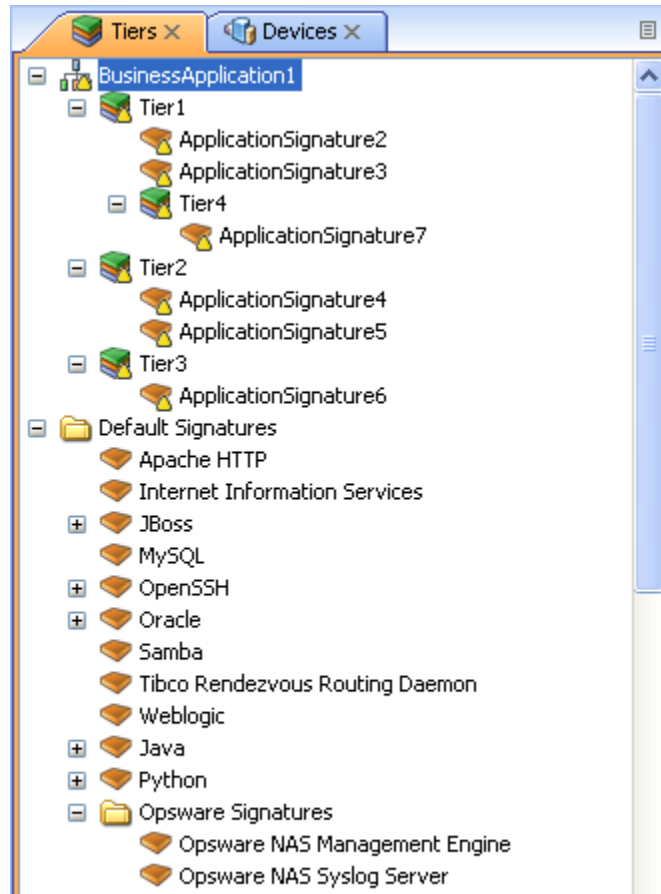 Tiers
Devices
BusinessApplication1
Tier1
ApplicationSignature2
ApplicationSignature3
Tier4
ApplicationSignature7
Tier2
ApplicationSignature4
ApplicationSignature5
Tier3
ApplicationSignature6
Default Signatures
Apache HTTP
Internet Information Services
JBoss
MySQL
OpenSSH
Oracle
Samba
Tibco Rendezvous Routing Daemon
Weblogic
Java
Python
Opsware Signatures
Opsware NAS Management Engine
Opsware NAS Syslog Server